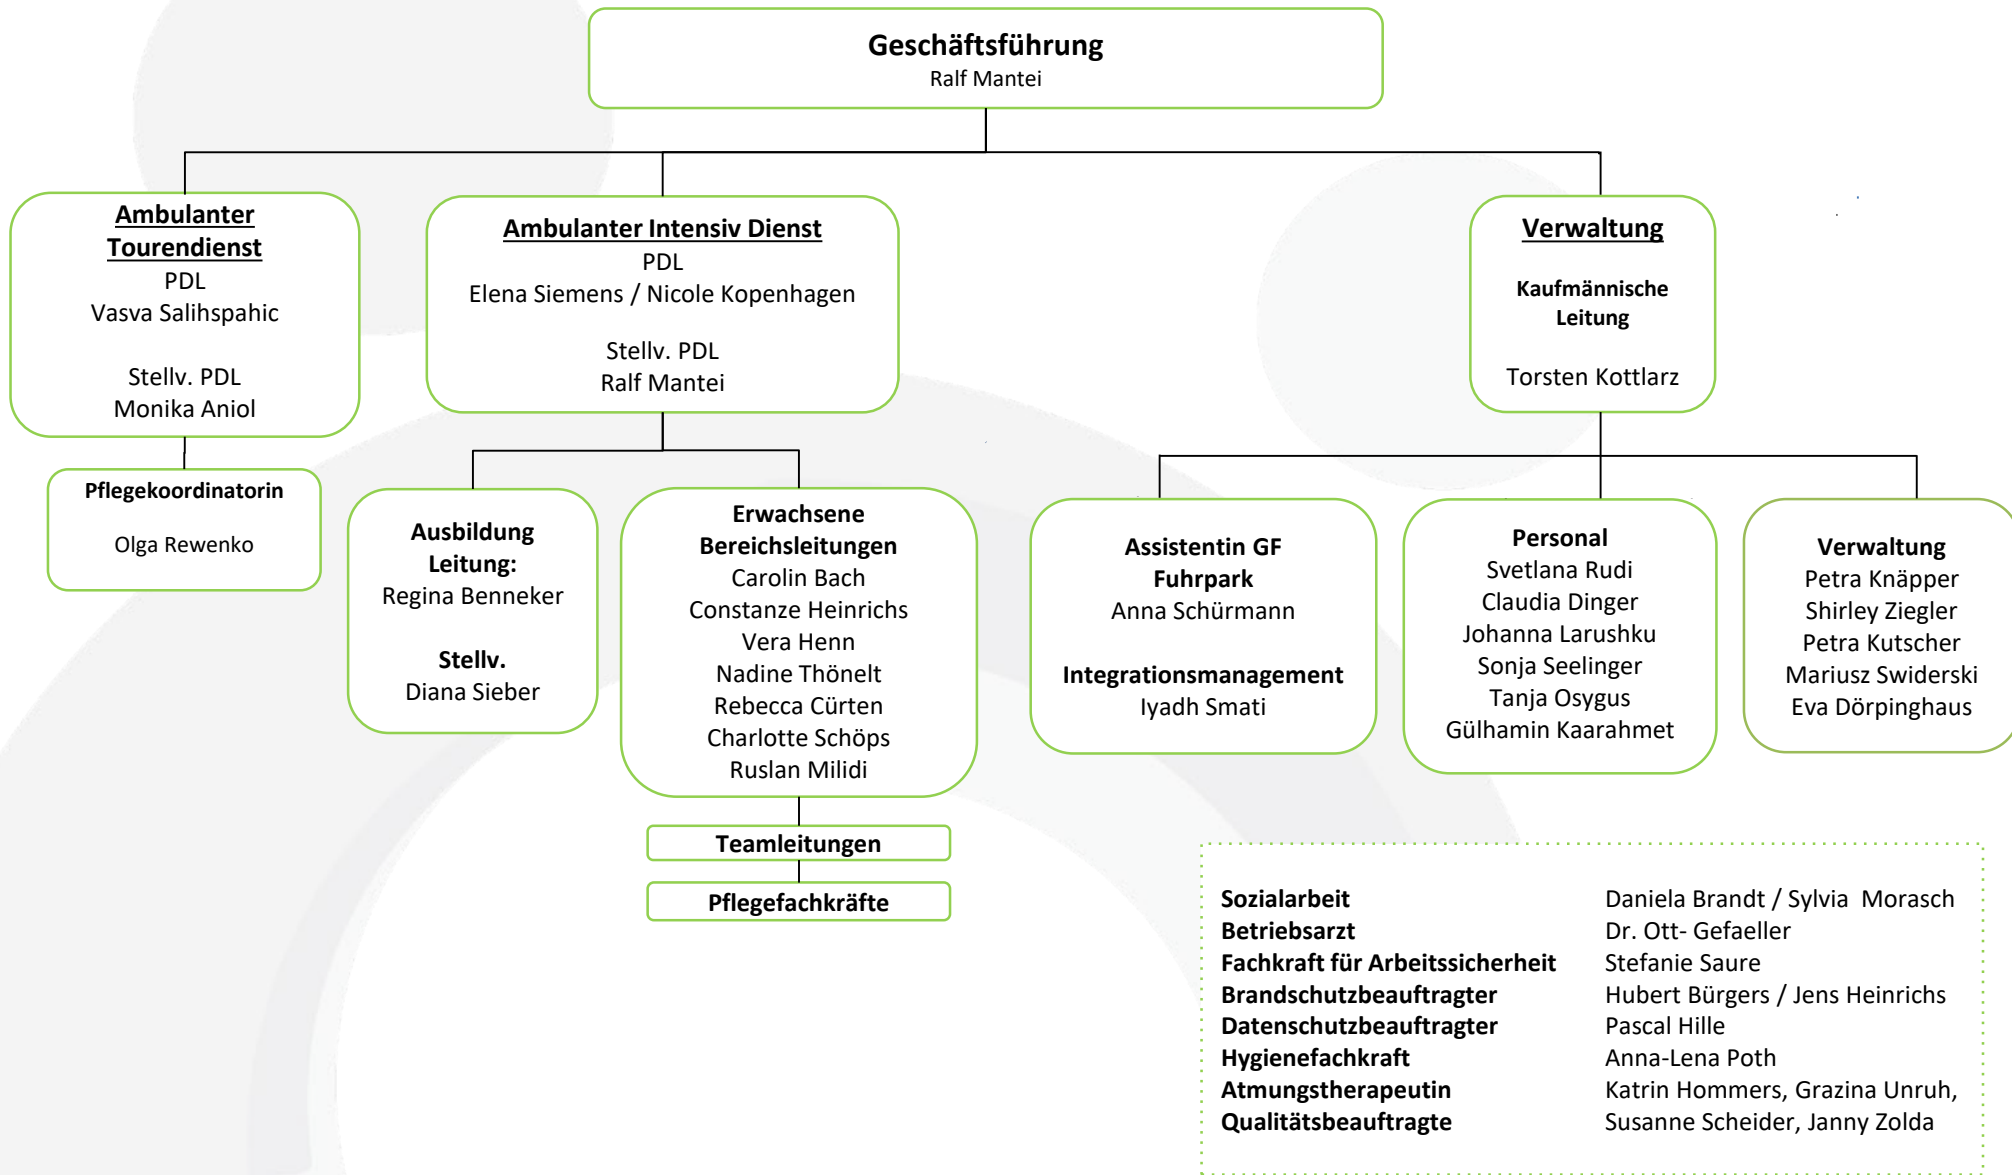 Geschäftsführung
Ralf Mantei
Ambulanter
Tourendienst
PDL
Vasva Salihspahic
Stellv. PDL
Monika Aniol
Pflegekoordinatorin
Olga Rewenko
Ambulanter Intensiv Dienst
PDL
Elena Siemens / Nicole Kopenhagen
Stellv. PDL
Ralf Mantei
Ausbildung
Leitung:
Regina Benneker
Stellv.
Diana Sieber
Erwachsene
Bereichsleitungen
Carolin Bach
Constanze Heinrichs
Vera Henn
Nadine Thönelt
Rebecca Cürten
Charlotte Schöps
Ruslan Milidi
Teamleitungen
Pflegefachkräfte
Verwaltung
Kaufmännische
Leitung
Torsten Kottlarz
Assistentin GF
Fuhrpark
Anna Schürmann
Integrationsmanagement
Iyadh Smati
Personal
Svetlana Rudi
Claudia Dinger
Johanna Larushku
Sonja Seelinger
Tanja Osygus
Gülhamin Kaarahmet
Verwaltung
Petra Knäpper
Shirley Ziegler
Petra Kutscher
Mariusz Swiderski
Eva Dörpinghaus
Sozialarbeit Daniela Brandt / Sylvia Morasch
Betriebsarzt Dr. Ott- Gefaeller
Fachkraft für Arbeitssicherheit Stefanie Saure
Brandschutzbeauftragter Hubert Bürgers / Jens Heinrichs
Datenschutzbeauftragter Pascal Hille
Hygienefachkraft Anna-Lena Poth
Atmungstherapeutin Katrin Hommers, Grazina Unruh,
Qualitätsbeauftragte Susanne Scheider, Janny Zolda